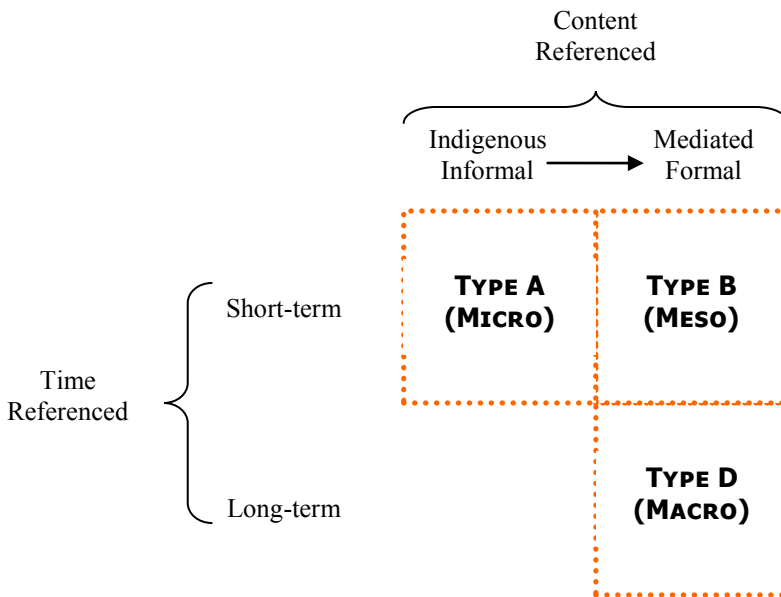 Content
Referenced
Indigenous
Informal
Mediated
Formal
TYPE A
(MICRO)
TYPE B
(MESO)
Short-term
Time
Referenced
Long-term
TYPE D
(MACRO)